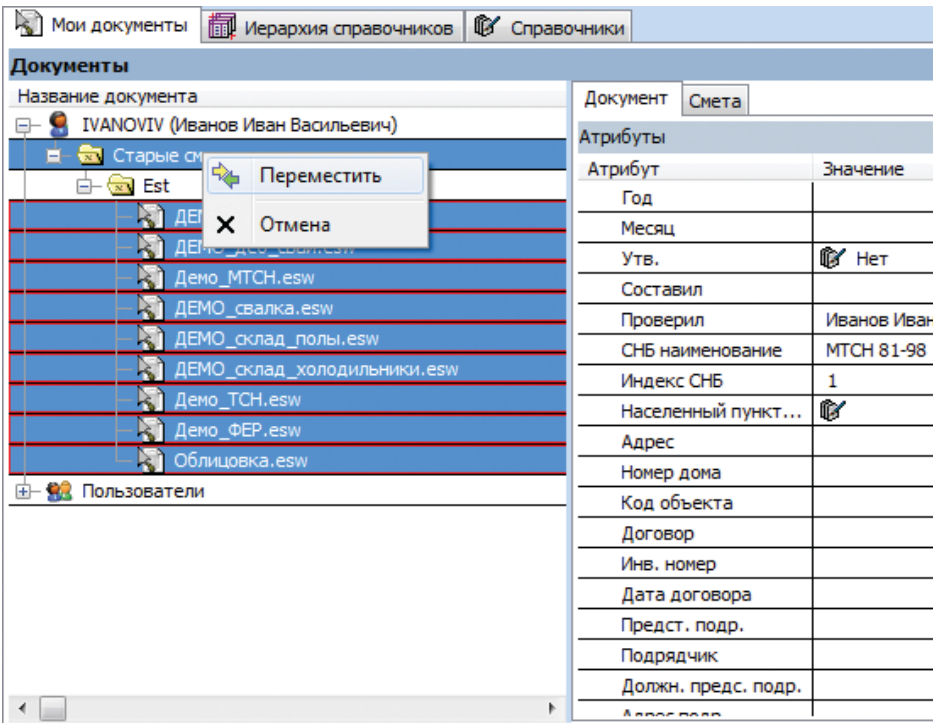 Мои документы Иерархия справочников Справочники
Документы
Название документа
IVANOVIV (Иванов Иван Васильевич)
Старые
Est
Переместить
Отмена
Демо_МТСН.esw
ДЕМО_свалка.esw
ДЕМО_склад_полы.esw
ДЕМО_склад_холодильники.esw
Демо_ТСН.esw
Демо_ФЕР.esw
Облицовка.esw
Пользователи
Документ Смета
Атрибуты
Атрибут Значение
Год
Месяц
Утв. Нет
Составил
Проверил Иванов Иван
СНБ наименование МТСН 81-98
Индекс СНБ 1
Населенный пункт...
Адрес
Номер дома
Код объекта
Договор
Инв. номер
Дата договора
Предст. подр.
Подрядчик
Должн. предс. подр.